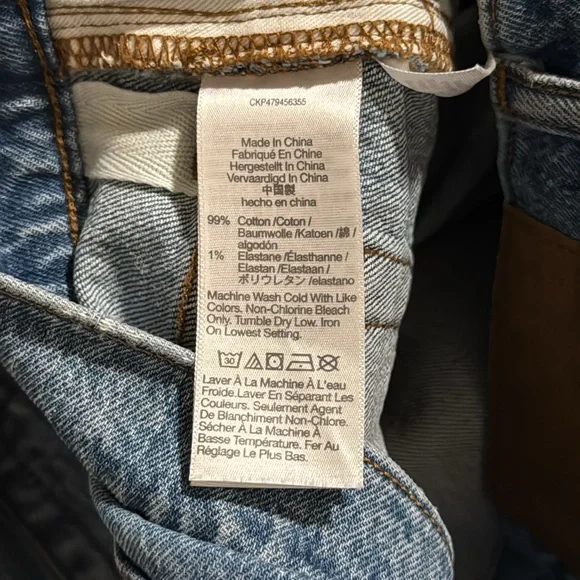 CKP479456355
Made In China
Fabriqué En Chine
Hergestellt In China
Vervaardigd In China
中国製
hecho en china
99% Cotton /Coton /
Baumwolle /Katoen /綿 /
algodón
1% Elastane /Élasthanne /
Elastan /Elastaan /
ポリウレタン /elastano
Machine Wash Cold With Like
Colors. Non-Chlorine Bleach
Only. Tumble Dry Low. Iron
On Lowest Setting.
30
Laver À La Machine À L'eau
Froide.Laver En Séparant Les
Couleurs. Seulement Agent
De Blanchiment Non-Chlore.
Sécher À La Machine À
Basse Température. Fer Au
Réglage Le Plus Bas.